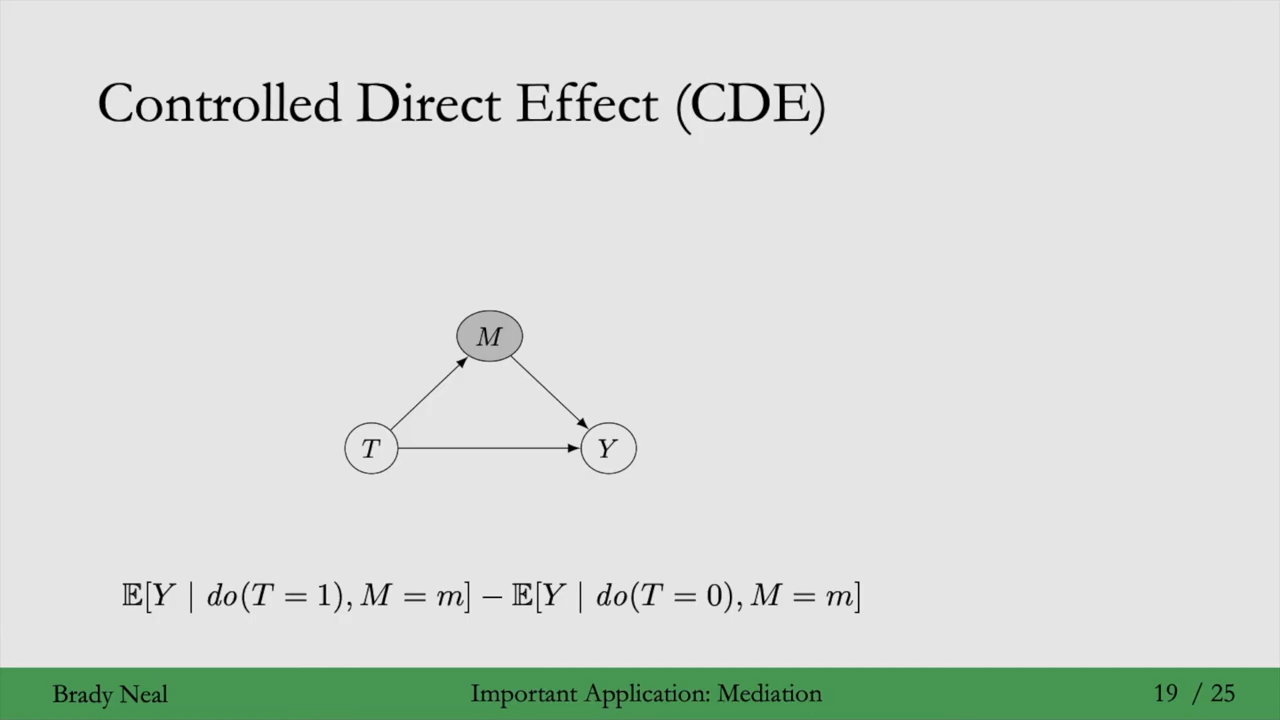 Controlled Direct Effect (CDE)
M
T
Y
𝔼[Y | do(T = 1), M = m] − 𝔼[Y | do(T = 0), M = m]
Brady Neal
Important Application: Mediation
19 / 25